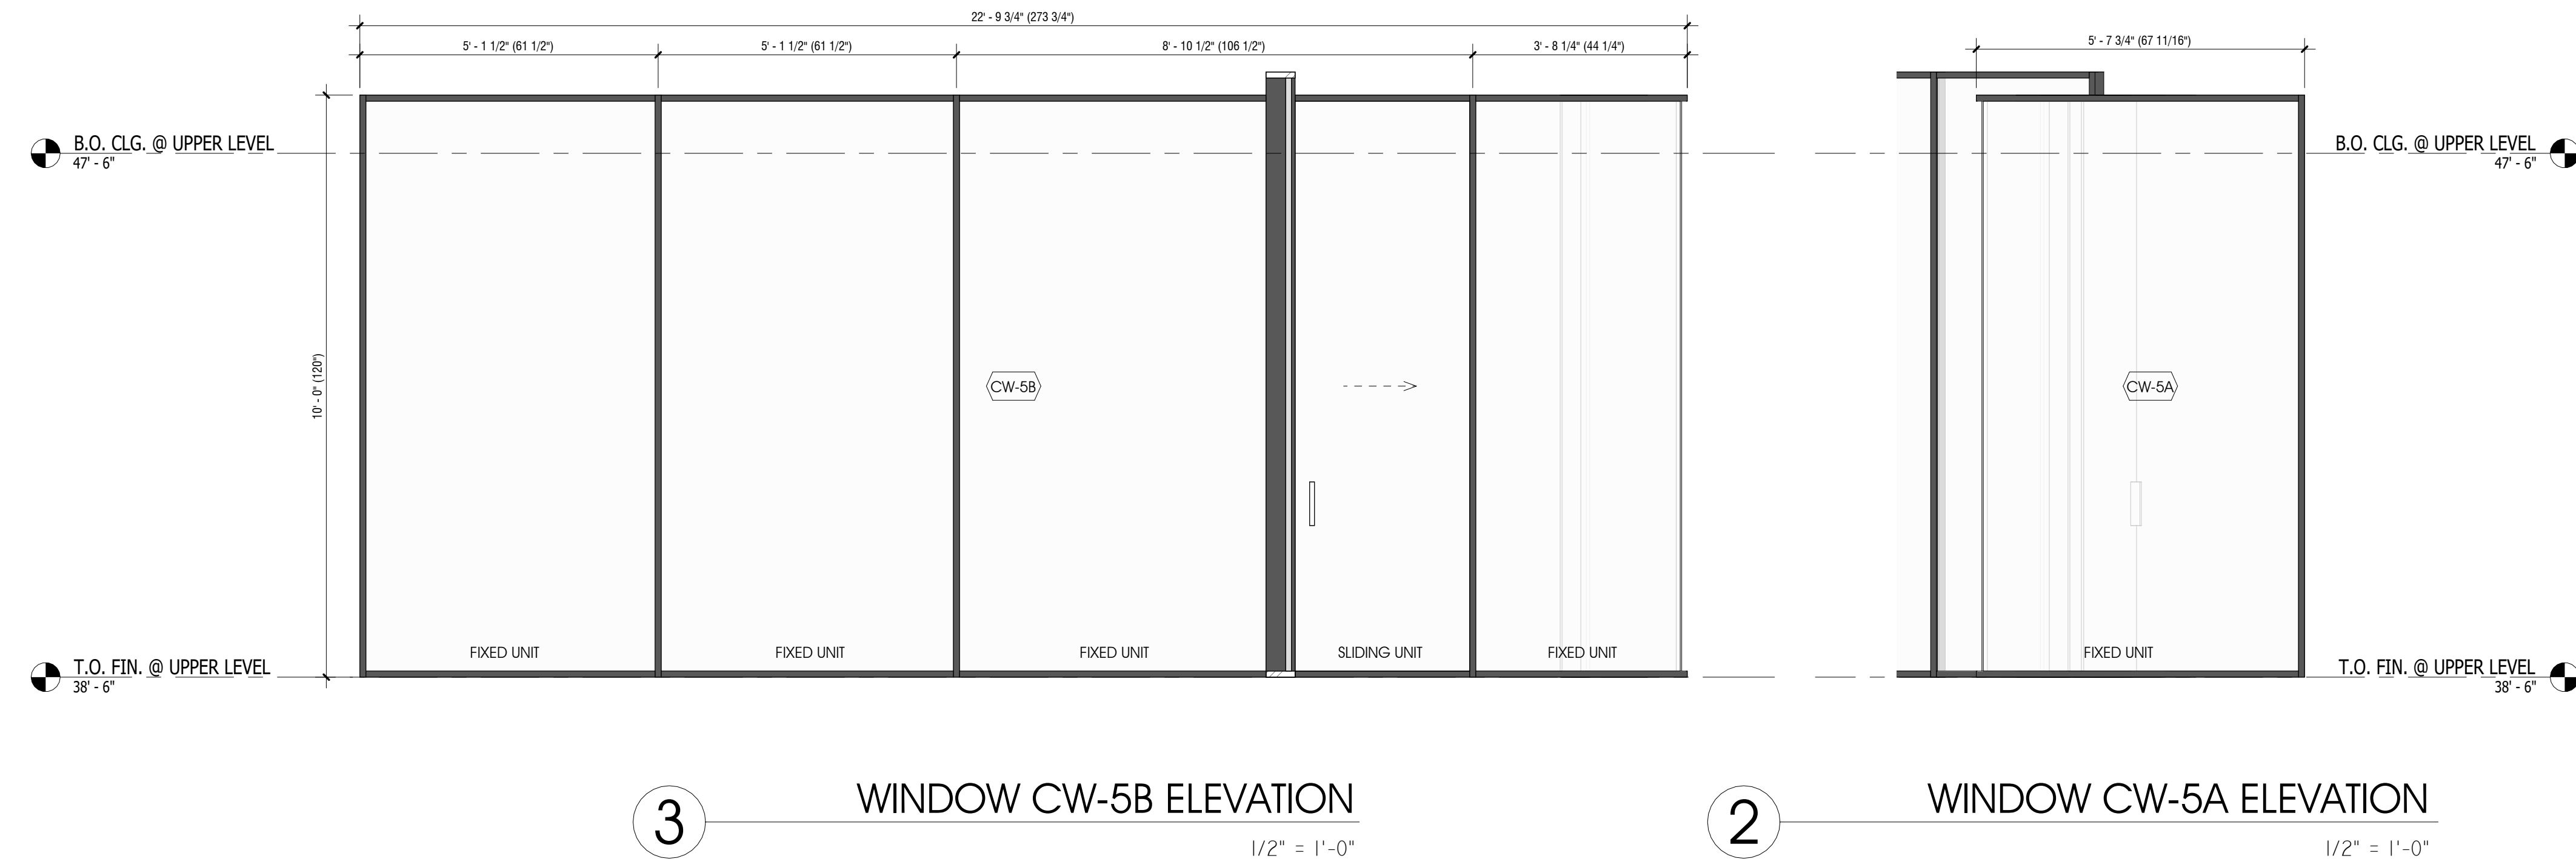 22' - 9 3/4" (273 3/4")
5' - 1 1/2" (61 1/2")
5' - 1 1/2" (61 1/2")
8' - 10 1/2" (106 1/2")
3' - 8 1/4" (44 1/4")
10' - 0" (120")
B.O. CLG. @ UPPER LEVEL
47' - 6"
CW-5B
FIXED UNIT
FIXED UNIT
FIXED UNIT
SLIDING UNIT
FIXED UNIT
T.O. FIN. @ UPPER LEVEL
38' - 6"
3
WINDOW CW-5B ELEVATION
1/2" = 1'-0"
5' - 7 3/4" (67 11/16")
B.O. CLG. @ UPPER LEVEL
47' - 6"
CW-5A
FIXED UNIT
T.O. FIN. @ UPPER LEVEL
38' - 6"
2
WINDOW CW-5A ELEVATION
1/2" = 1'-0"